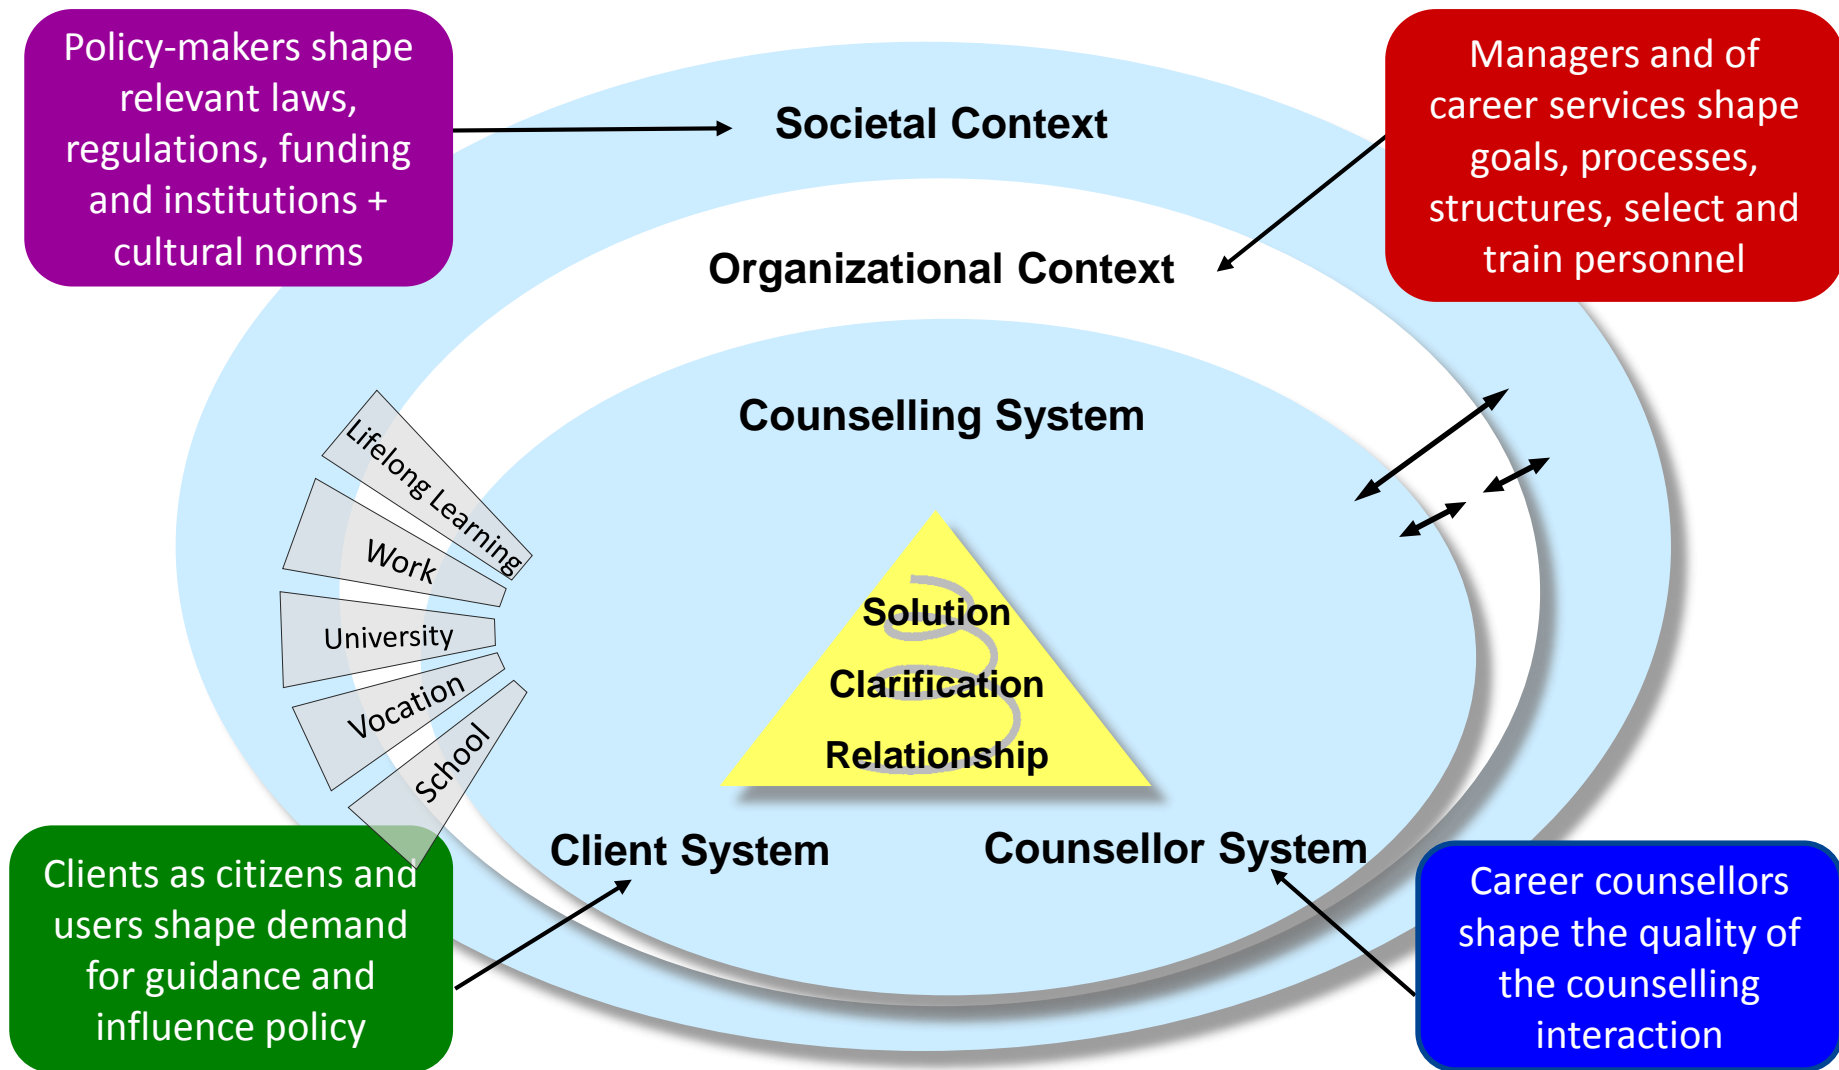 Policy-makers shape
relevant laws,
regulations, funding
and institutions +
cultural norms
Managers and of
career services shape
goals, processes,
structures, select and
train personnel
Societal Context
Organizational Context
Counselling System
Lifelong Learning
Work
University
Vocation
School
Solution
Clarification
Relationship
Client System
Counsellor System
Clients as citizens and
users shape demand
for guidance and
influence policy
Career counsellors
shape the quality of
the counselling
interaction